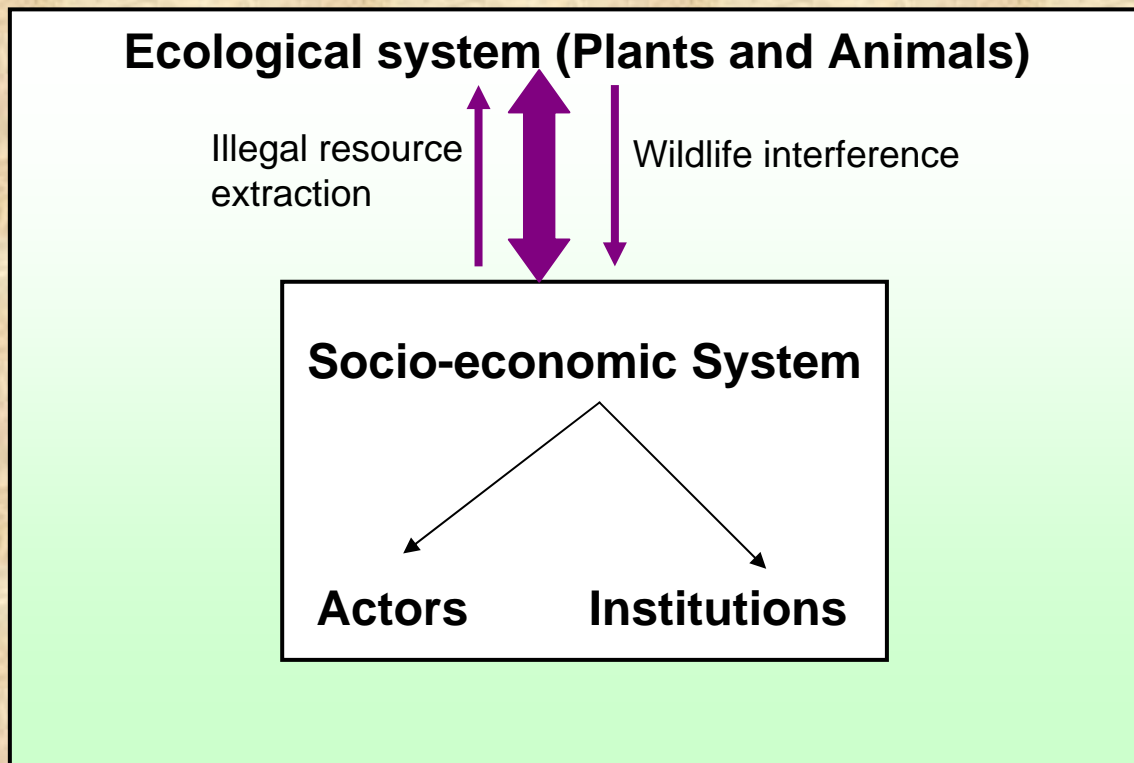 Ecological system (Plants and Animals)
Illegal resource
extraction
Wildlife interference
Socio-economic System
Actors
Institutions